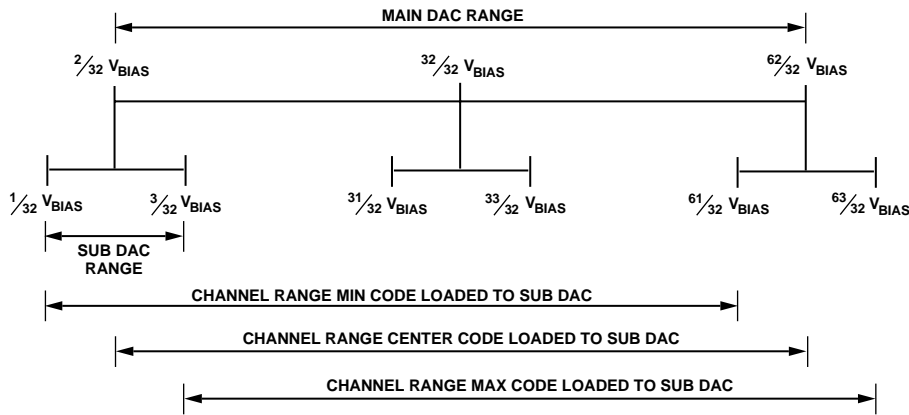 MAIN DAC RANGE
2/32 VBIAS
32/32 VBIAS
62/32 VBIAS
1/32 VBIAS
3/32 VBIAS
31/32 VBIAS
33/32 VBIAS
61/32 VBIAS
63/32 VBIAS
SUB DAC
RANGE
CHANNEL RANGE MIN CODE LOADED TO SUB DAC
CHANNEL RANGE CENTER CODE LOADED TO SUB DAC
CHANNEL RANGE MAX CODE LOADED TO SUB DAC